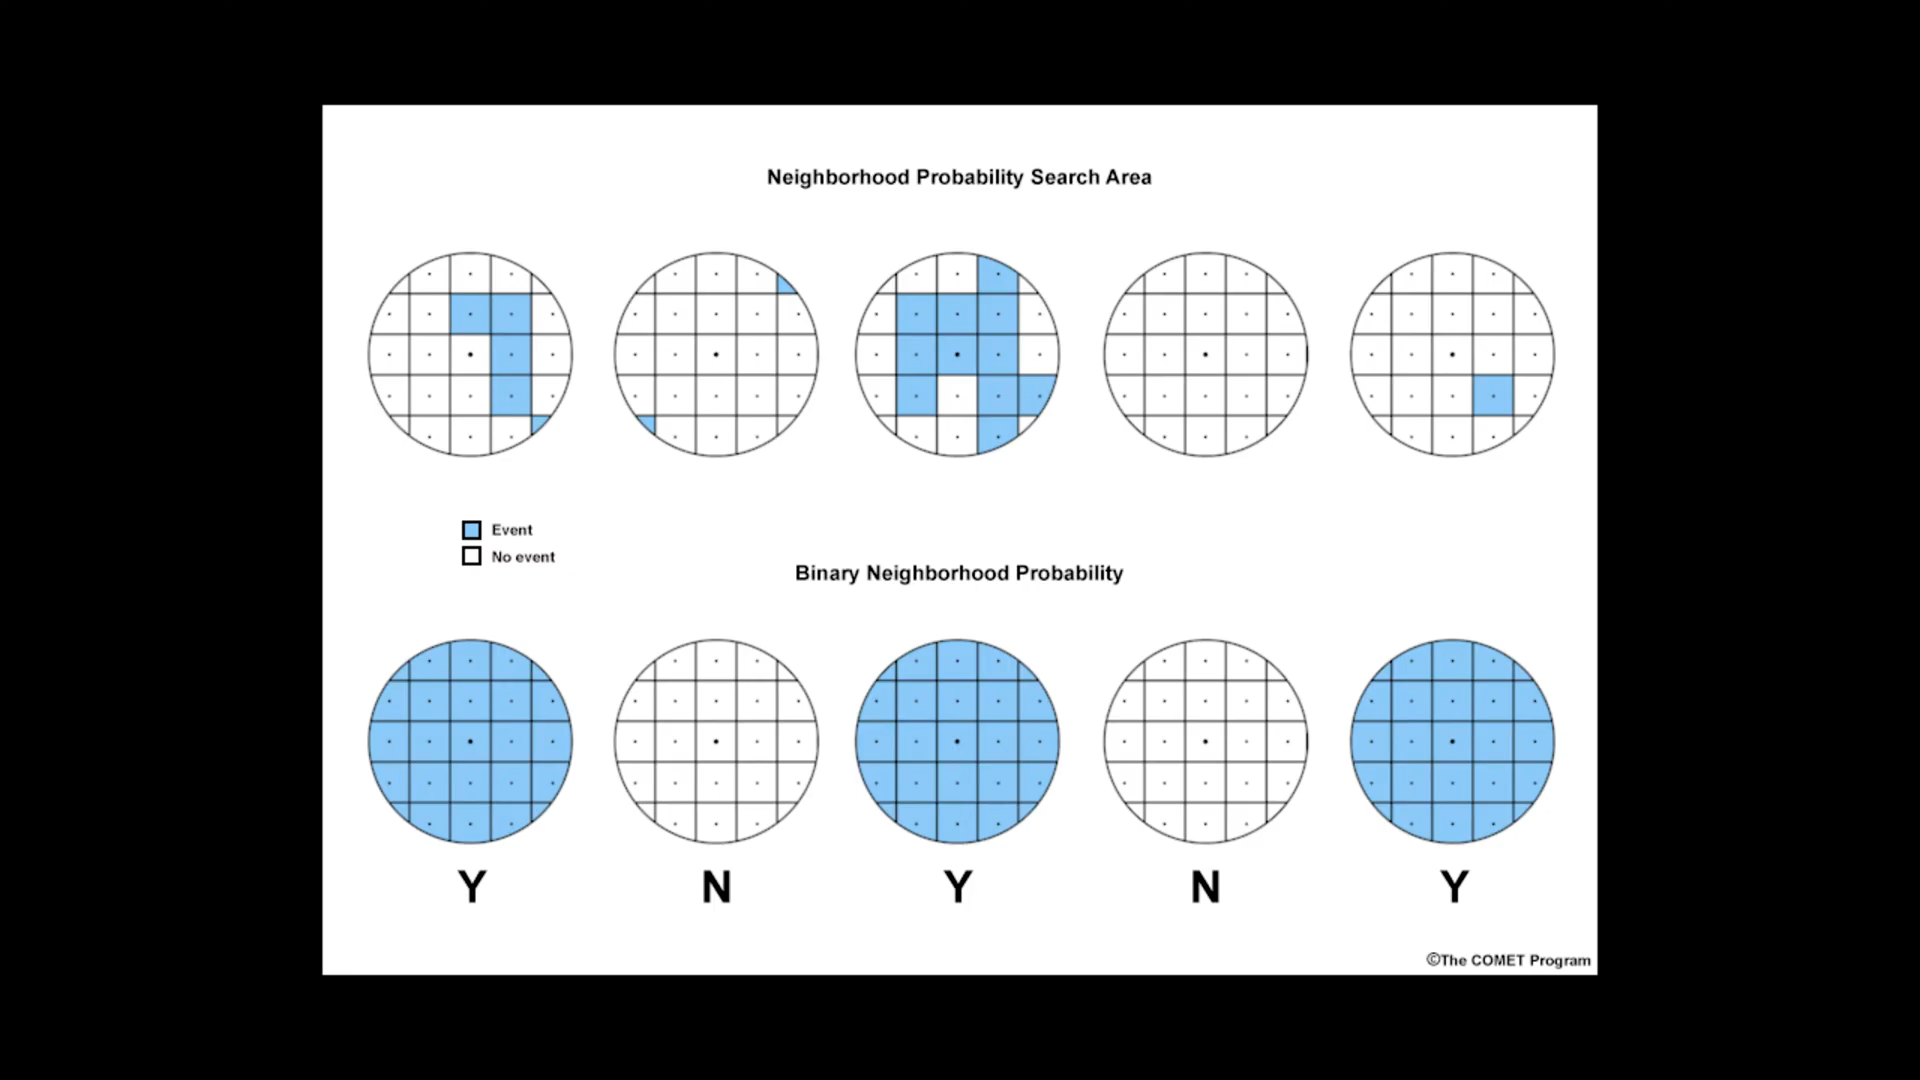 Neighborhood Probability Search Area
Event
No event
Binary Neighborhood Probability
Y N Y N Y
©The COMET Program